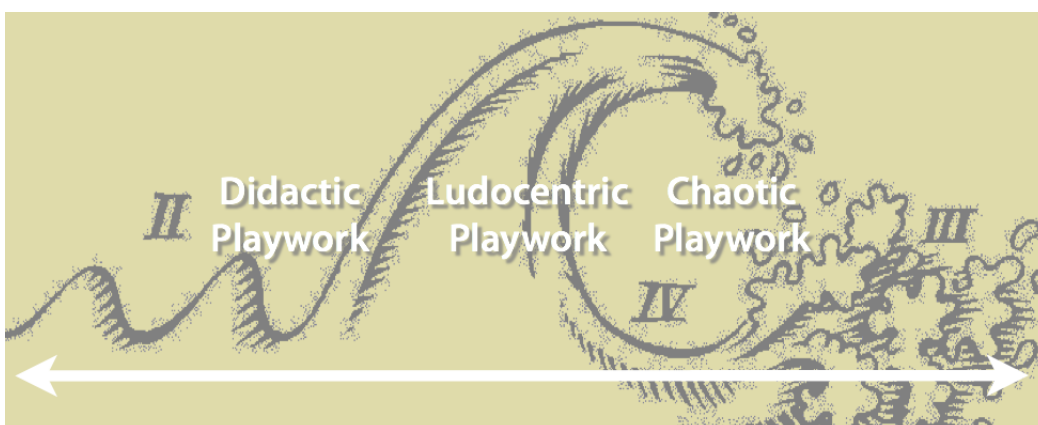 II
Didactic
Playwork
Ludocentric
Playwork
Chaotic
Playwork
III
IV